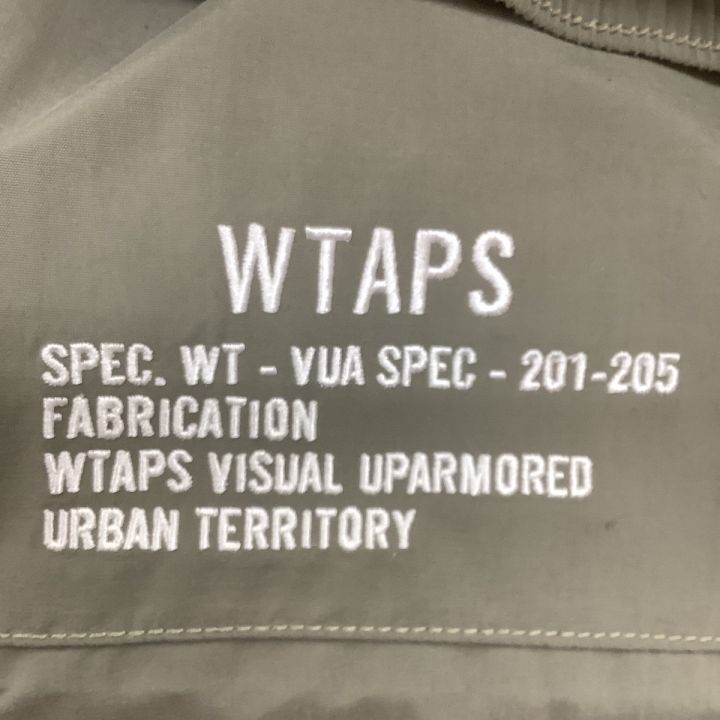 WTAPS
SPEC. WT - VUA SPEC - 201-205
FABRICATION
WTAPS VISUAL UPARMORED
URBAN TERRITORY